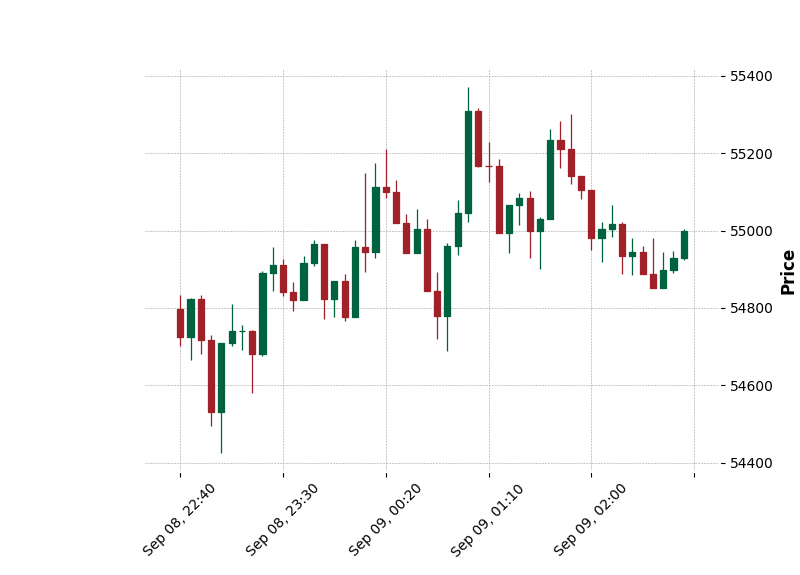 55400
55200
55000
54800
54600
54400
Price
Sep 08, 22:40
Sep 08, 23:30
Sep 09, 00:20
Sep 09, 01:10
Sep 09, 02:00